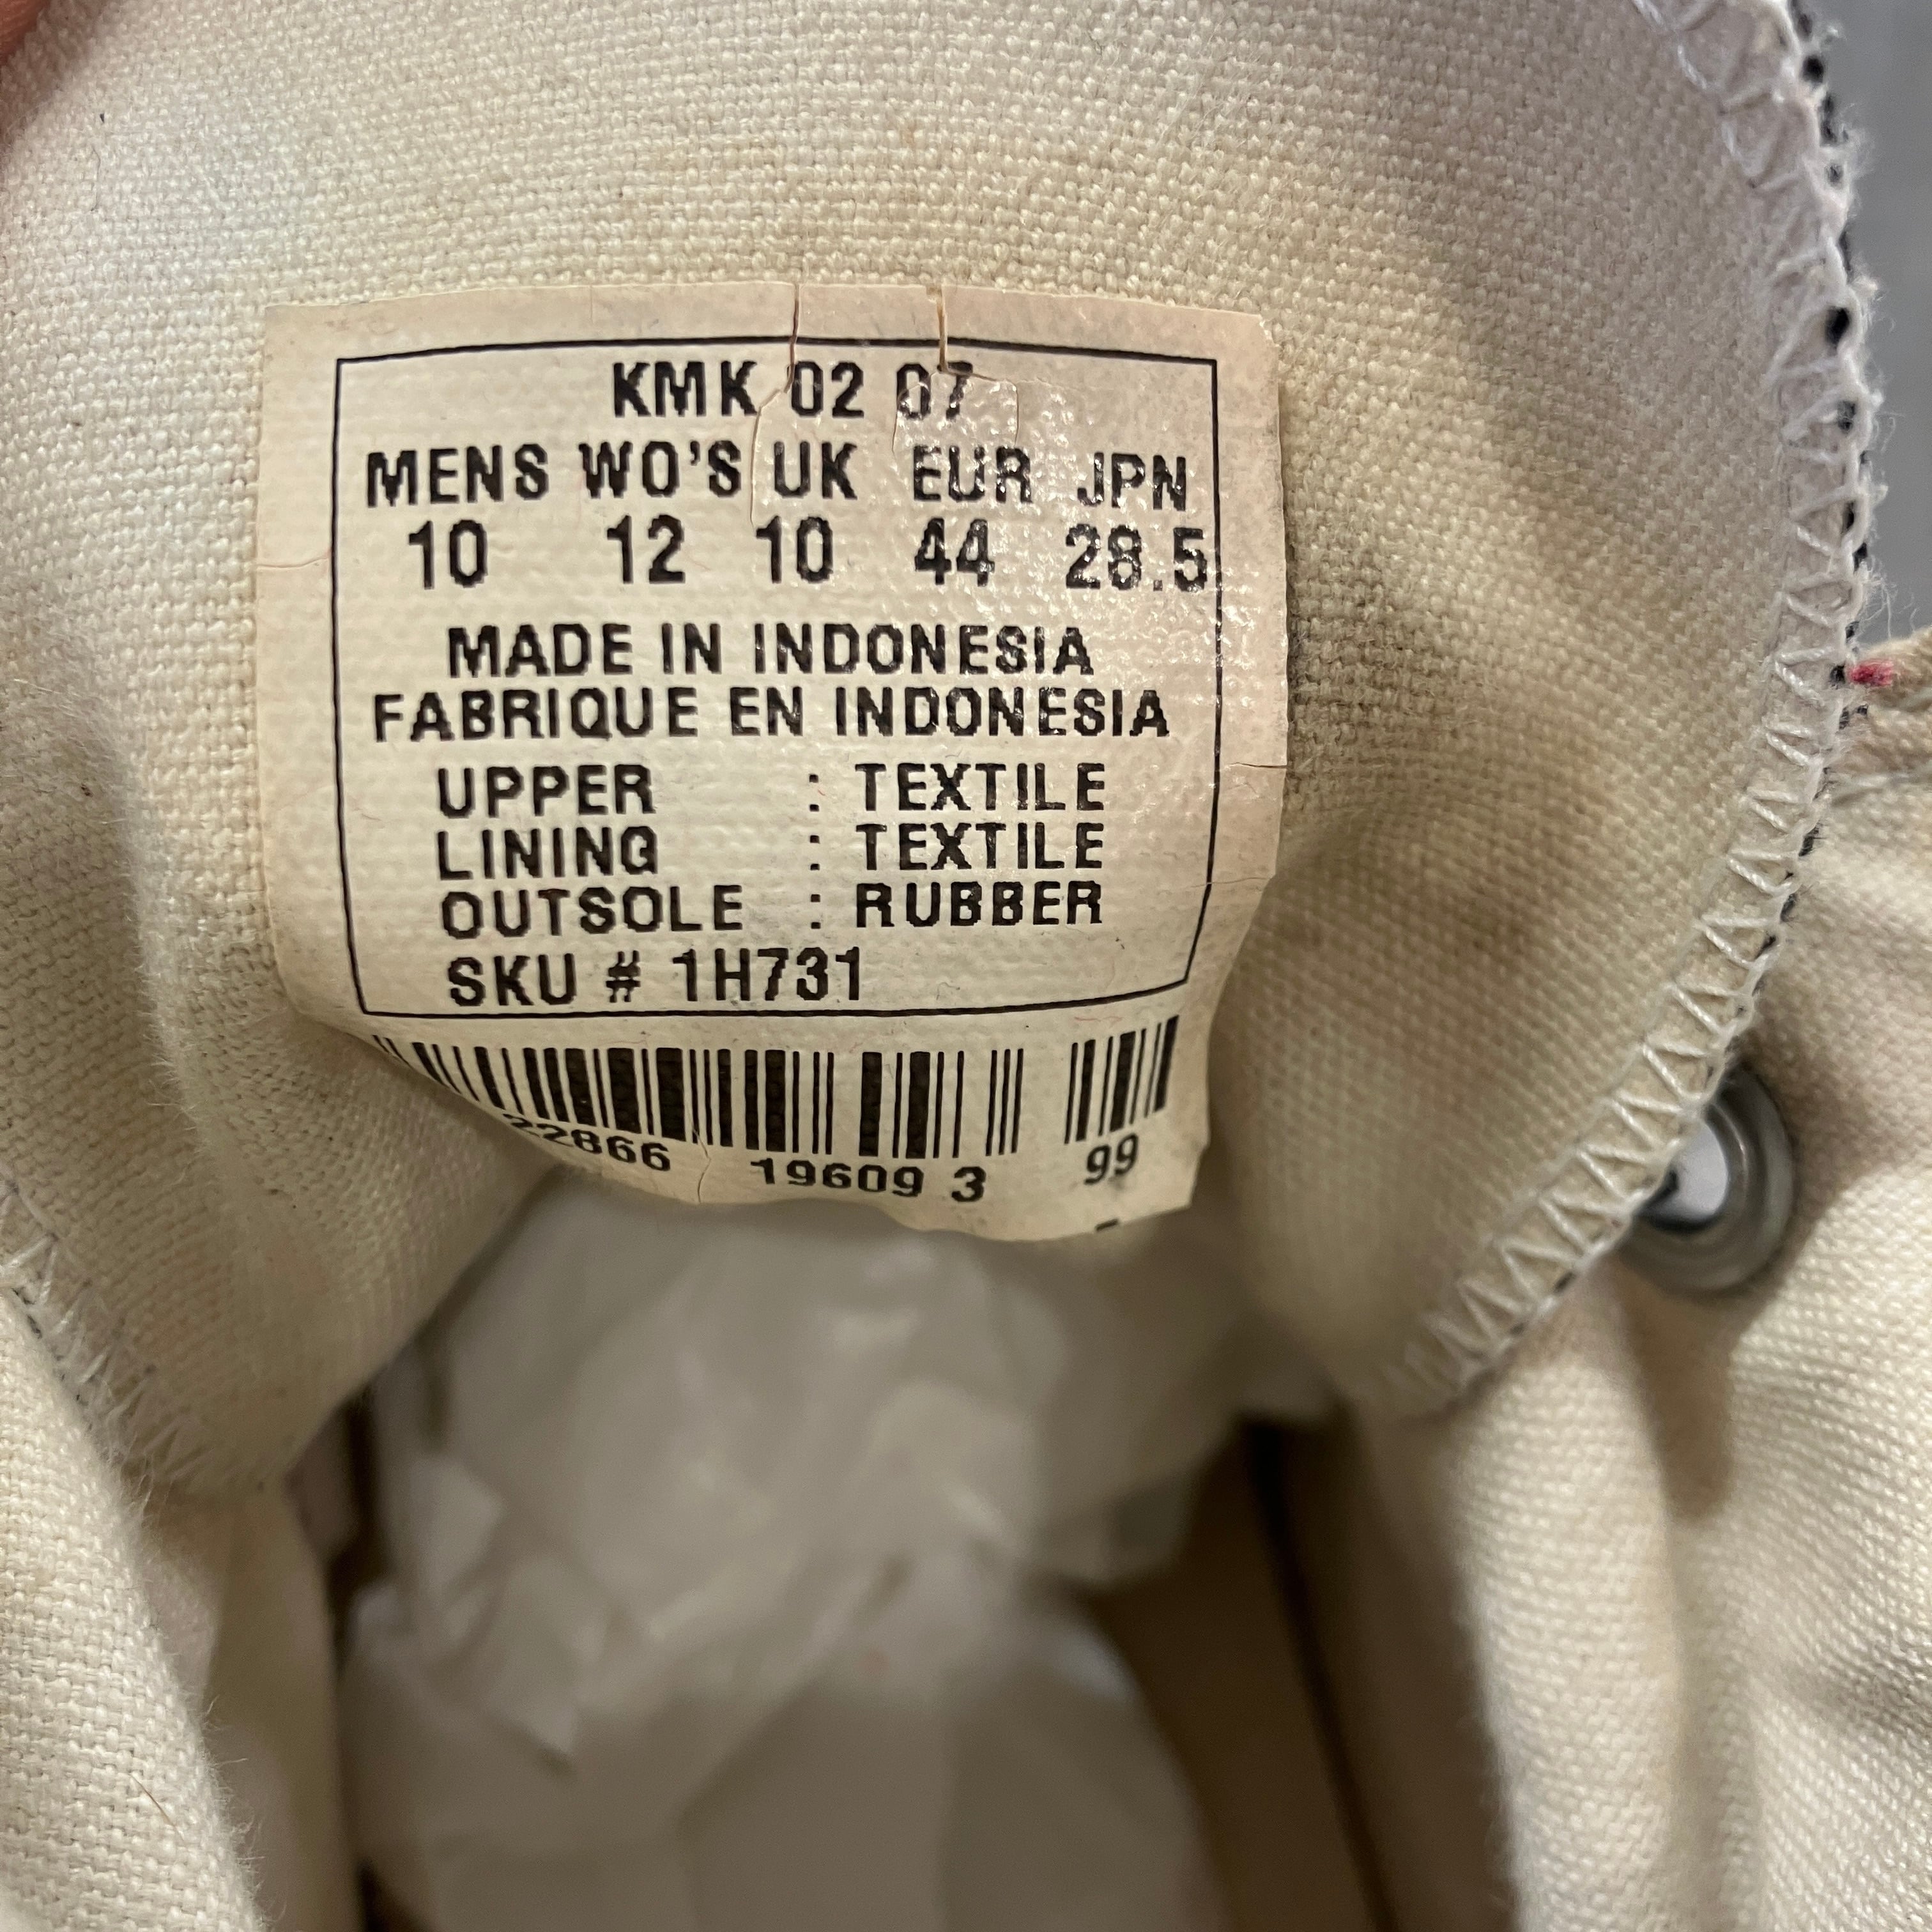 KMK 02 07
MENS WO'S UK EUR JPN
10 12 10 44 28.5
MADE IN INDONESIA
FABRIQUE EN INDONESIA
UPPER : TEXTILE
LINING : TEXTILE
OUTSOLE : RUBBER
SKU # 1H731
22866 19609 3 99